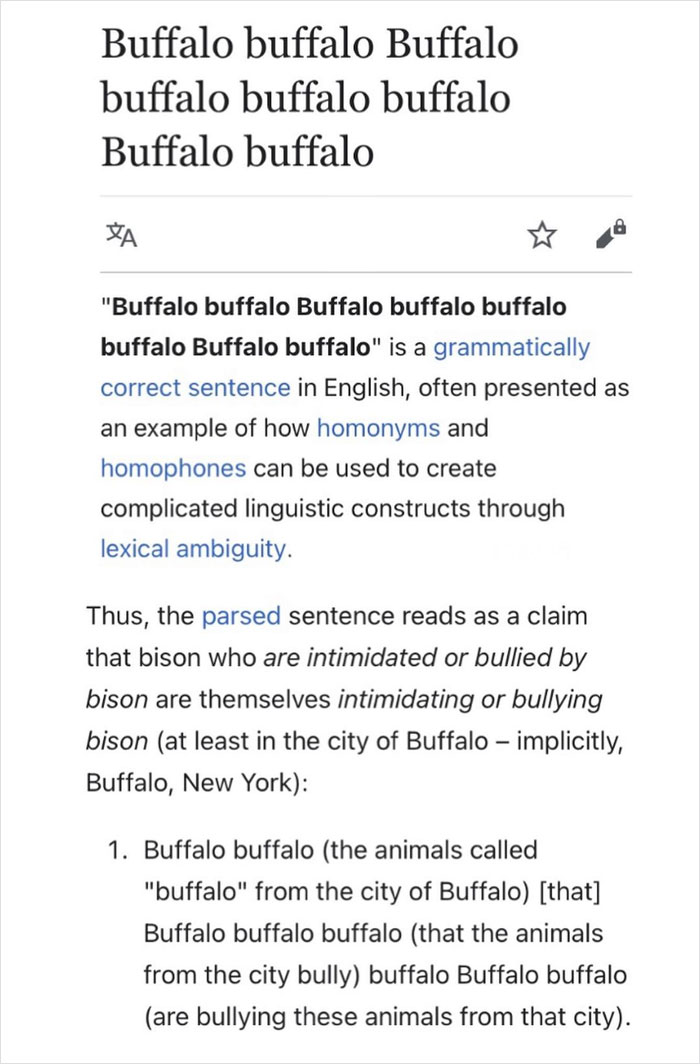 Buffalo buffalo Buffalo
buffalo buffalo buffalo
Buffalo buffalo
文A
"Buffalo buffalo Buffalo buffalo buffalo
buffalo Buffalo buffalo" is a grammatically
correct sentence in English, often presented as
an example of how homonyms and
homophones can be used to create
complicated linguistic constructs through
lexical ambiguity.
Thus, the parsed sentence reads as a claim
that bison who are intimidated or bullied by
bison are themselves intimidating or bullying
bison (at least in the city of Buffalo – implicitly,
Buffalo, New York):
1. Buffalo buffalo (the animals called
"buffalo" from the city of Buffalo) [that]
Buffalo buffalo buffalo (that the animals
from the city bully) buffalo Buffalo buffalo
(are bullying these animals from that city).